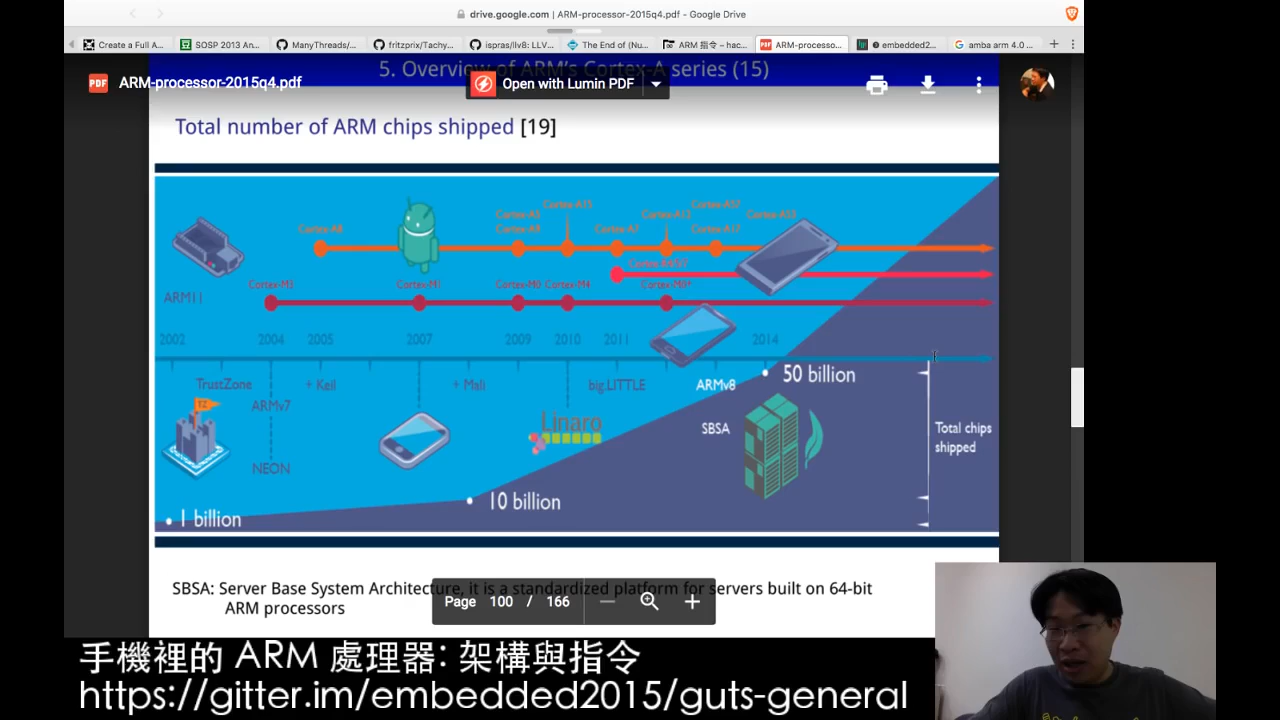 drive.google.com | ARM-processor-2015q4.pdf - Google Drive
Create a Full A...
SOSP 2013 An...
ManyThreads/...
fritzprix/Tachy...
ispras/llv8: LLV...
The End of (Nu...
ARM 指令 – hac...
ARM-processo...
embedded2...
amba arm 4.0 ...
5. Overview of ARM's Cortex-A series (15)
PDF ARM-processor-2015q4.pdf
Open with Lumin PDF
Total number of ARM chips shipped [19]
Cortex-A15 Cortex-A57
Cortex-A5 Cortex-A12 Cortex-A53
Cortex-A8 Cortex-A9 Cortex-A7 Cortex-A17
ARM11
Cortex-M3 Cortex-M1 Cortex-M0 Cortex-M4 Cortex-M0+
2002 2004 2005 2007 2009 2010 2011 2014
TrustZone + Keil + Mali big.LITTLE ARMv8 50 billion
TZ ARMv7
Linaro SBSA Total chips
shipped
NEON
10 billion
1 billion
SBSA: Server Base System Architecture, it is a standardized platform for servers built on 64-bit
ARM processors
Page 100 / 166
手機裡的 ARM 處理器: 架構與指令
https://gitter.im/embedded2015/guts-general